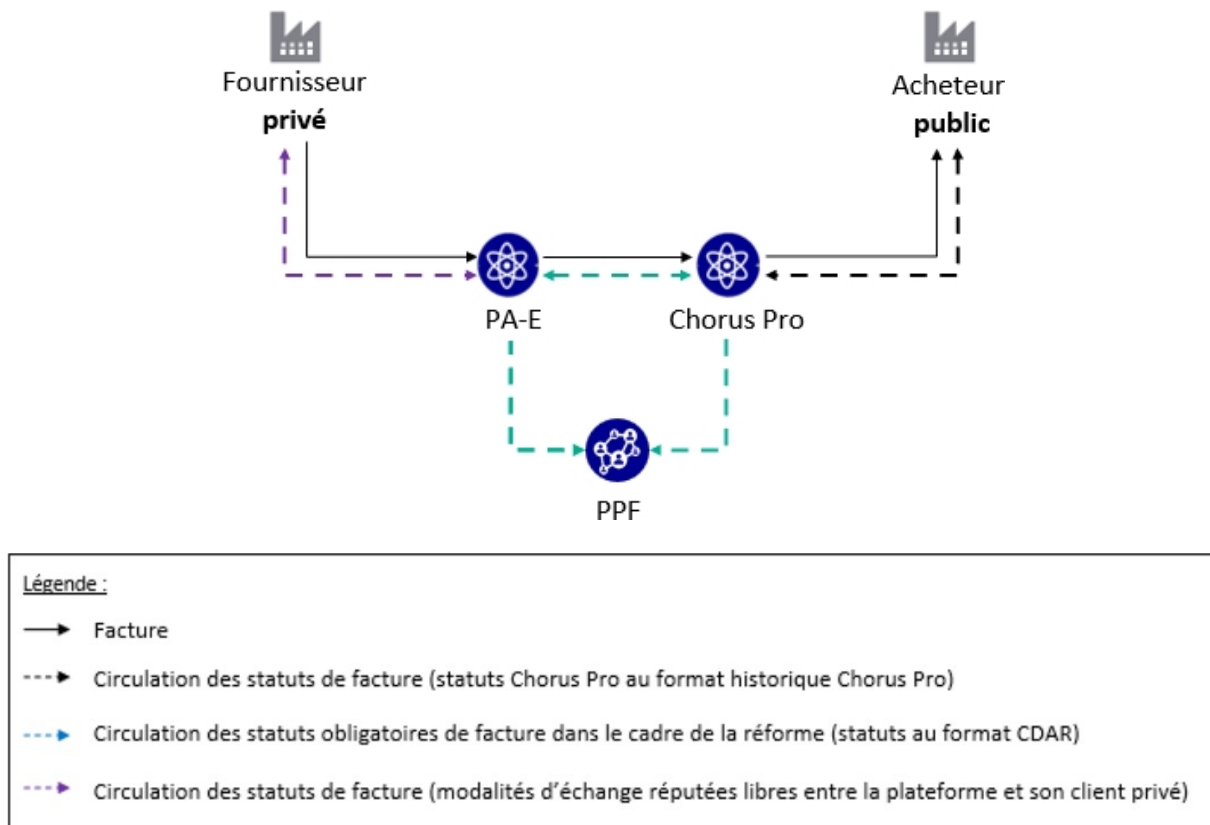 Fournisseur
privé
Acheteur
public
PA-E
Chorus Pro
PPF
Légende :
Facture
Circulation des statuts de facture (statuts Chorus Pro au format historique Chorus Pro)
Circulation des statuts obligatoires de facture dans le cadre de la réforme (statuts au format CDAR)
Circulation des statuts de facture (modalités d’échange réputées libres entre la plateforme et son client privé)